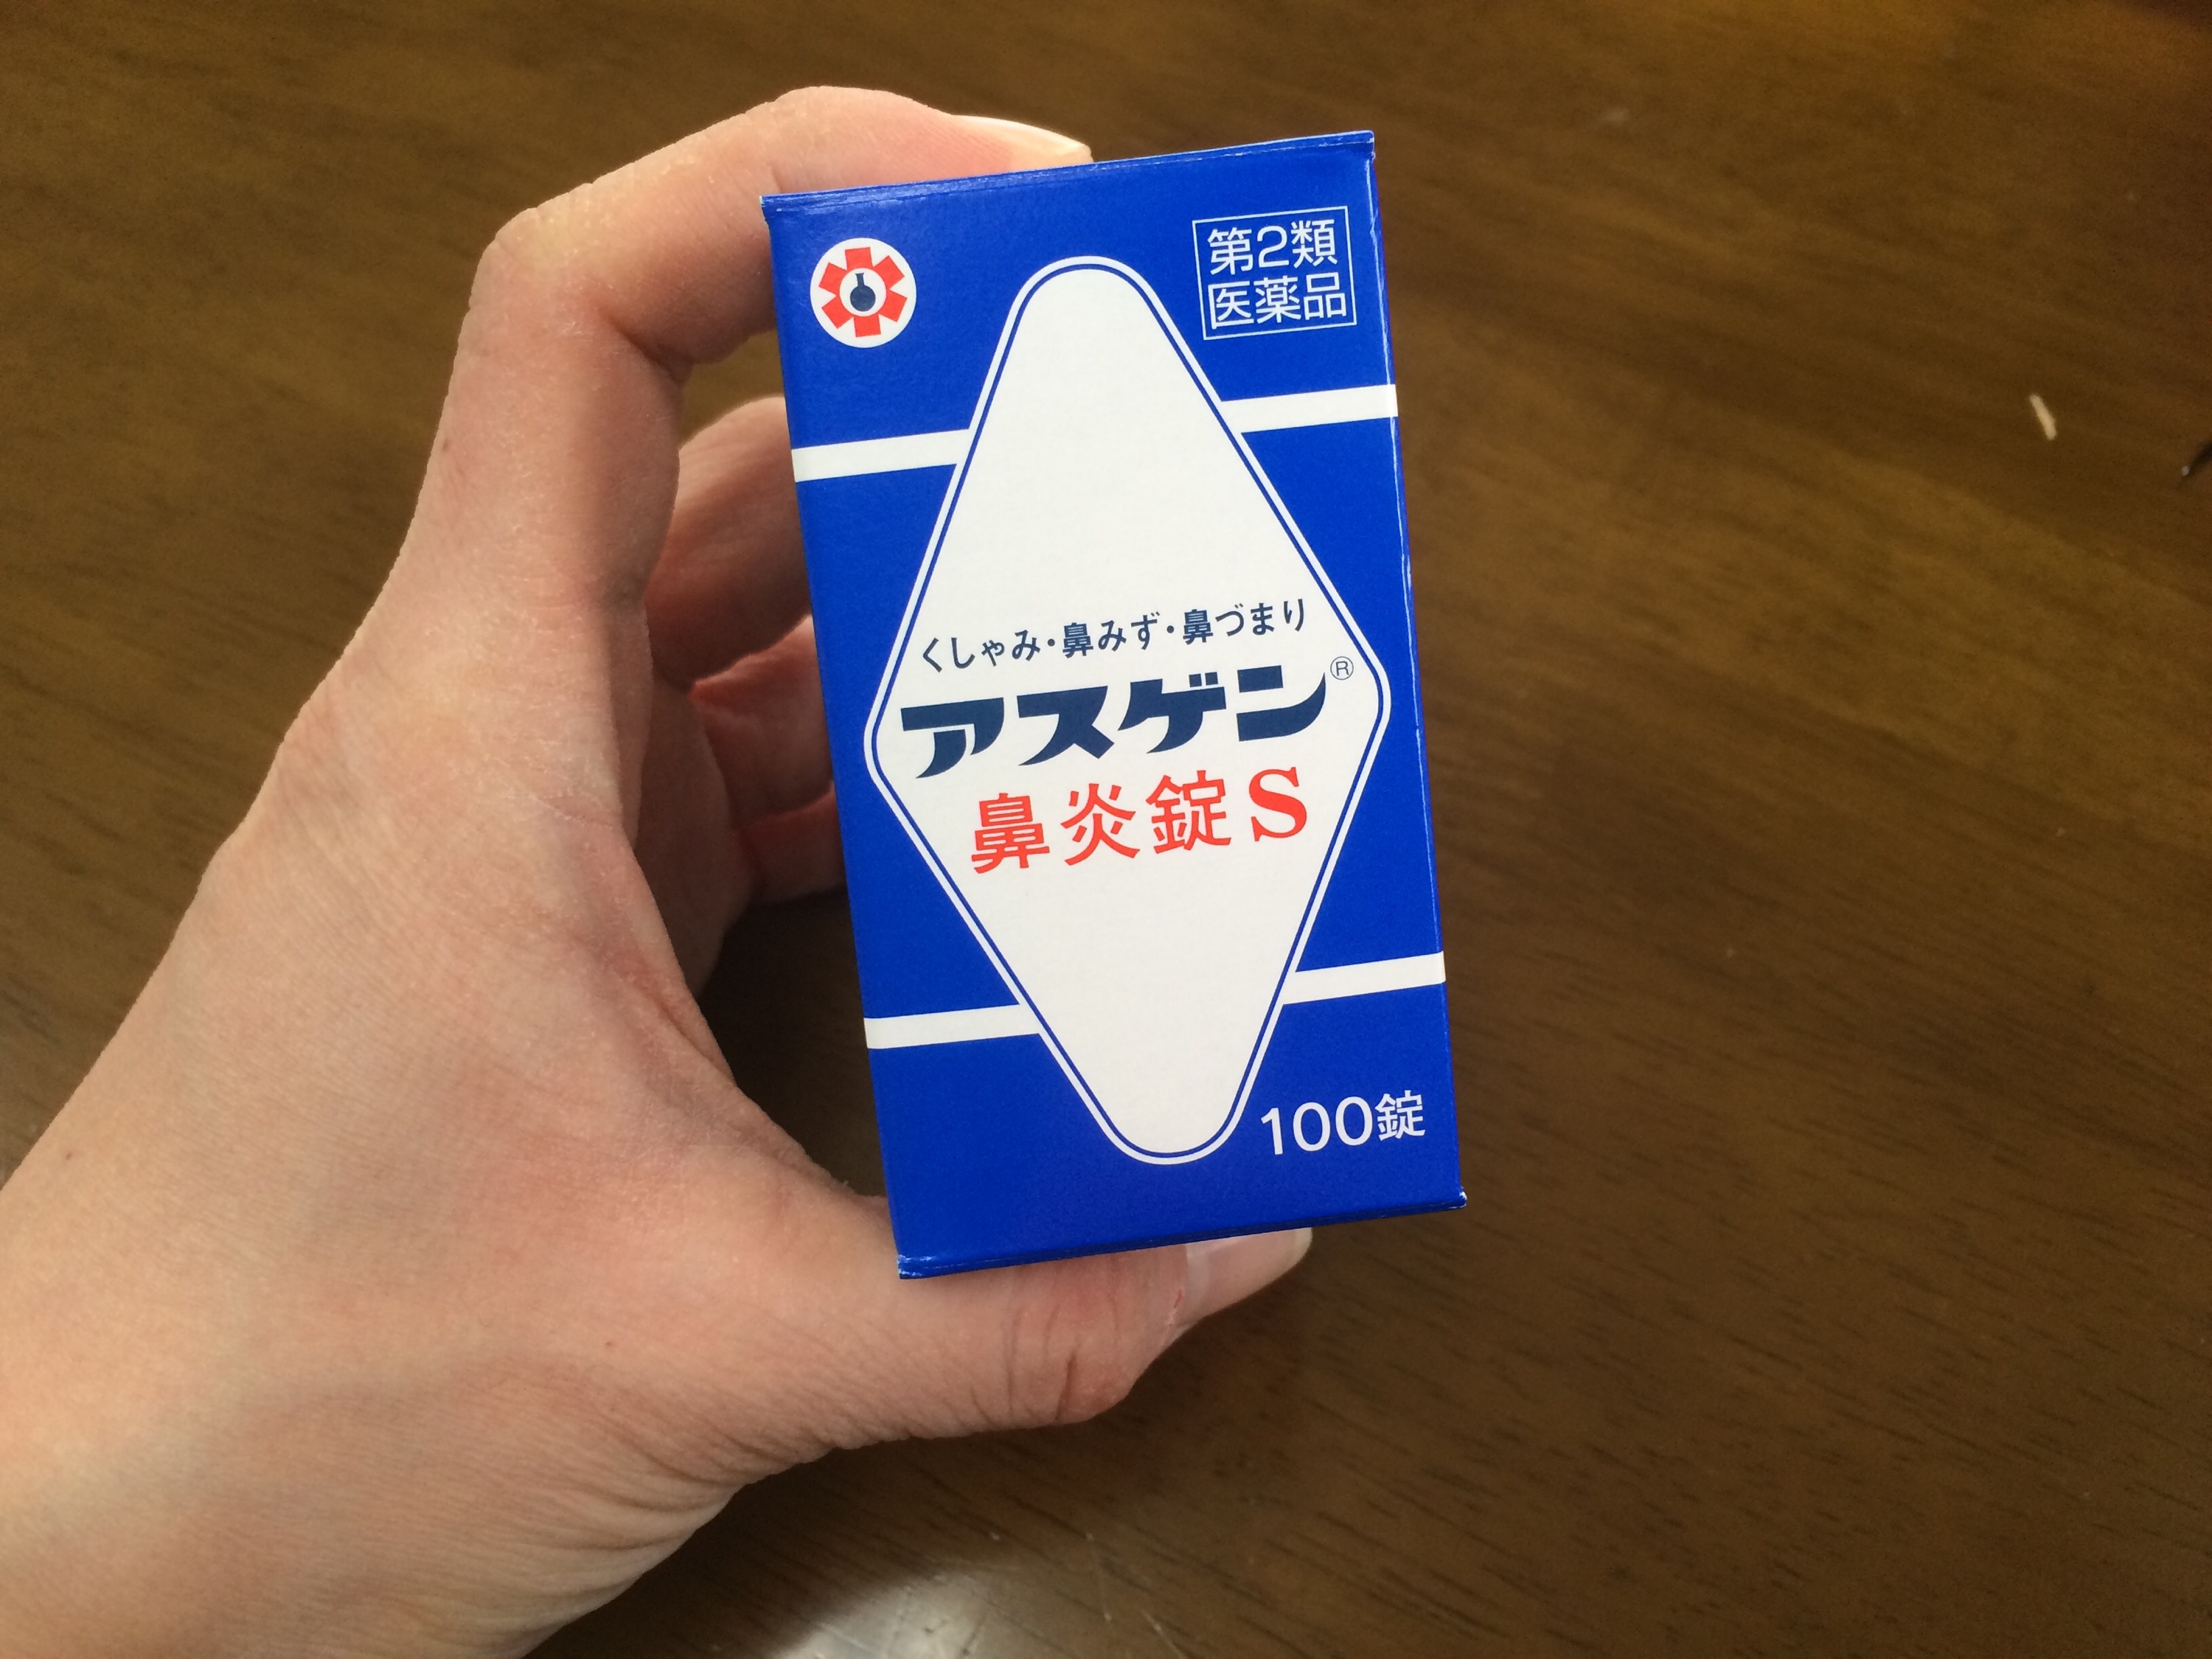 第2類
医薬品
くしゃみ・鼻みず・鼻づまり
アスゲン®
鼻炎錠S
100錠